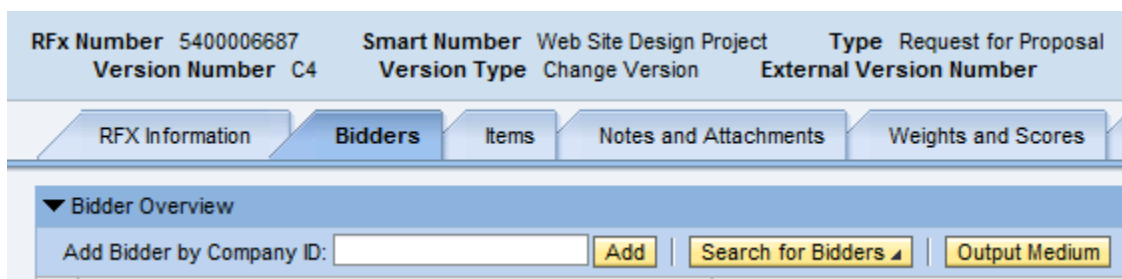 RFx Number 5400006687 Smart Number Web Site Design Project Type Request for Proposal
Version Number C4 Version Type Change Version External Version Number
RFX Information Bidders Items Notes and Attachments Weights and Scores
Bidder Overview
Add Bidder by Company ID: Add Search for Bidders Output Medium